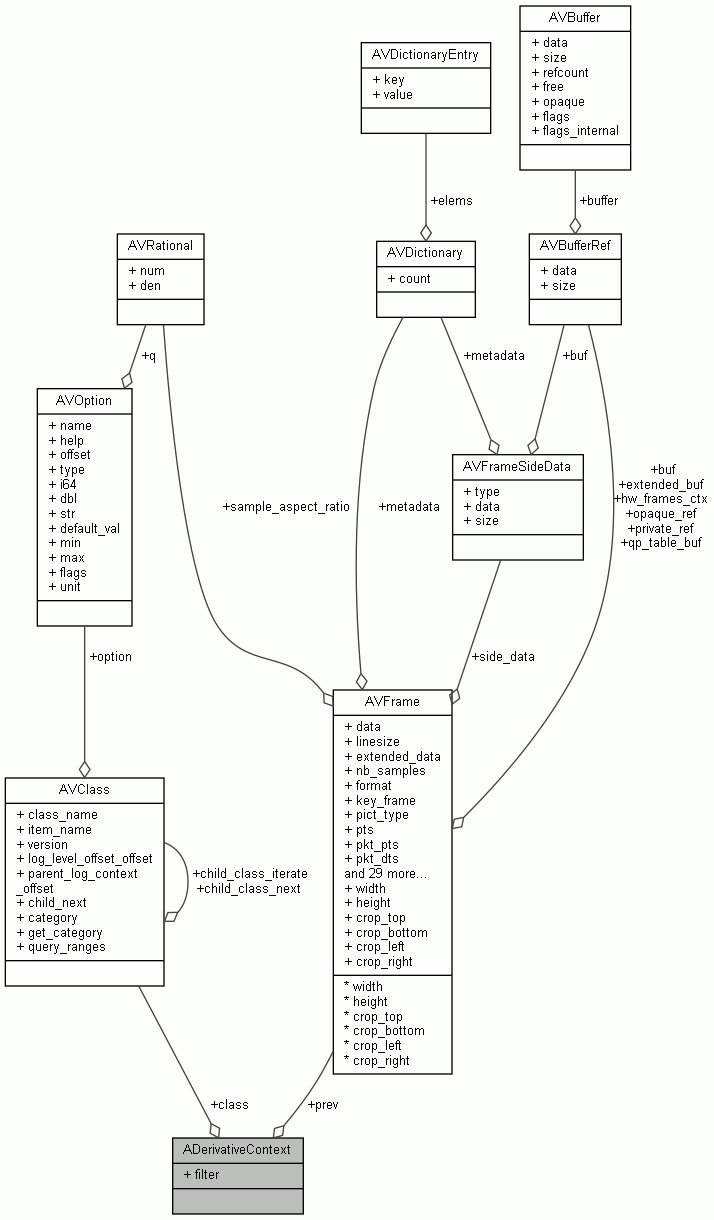 AVBuffer
+ data
+ size
+ refcount
+ free
+ opaque
+ flags
+ flags_internal
AVDictionaryEntry
+ key
+ value
+elems
+buffer
AVRational
+ num
+ den
AVDictionary
+ count
AVBufferRef
+ data
+ size
+q
+metadata
+buf
AVOption
+ name
+ help
+ offset
+ type
+ i64
+ dbl
+ str
+ default_val
+ min
+ max
+ flags
+ unit
AVFrameSideData
+ type
+ data
+ size
+sample_aspect_ratio
+metadata
+buf
+extended_buf
+hw_frames_ctx
+opaque_ref
+private_ref
+qp_table_buf
+option
+side_data
AVFrame
+ data
+ linesize
+ extended_data
+ nb_samples
+ format
+ key_frame
+ pict_type
+ pts
+ pkt_pts
+ pkt_dts
and 29 more...
+ width
+ height
+ crop_top
+ crop_bottom
+ crop_left
+ crop_right
* width
* height
* crop_top
* crop_bottom
* crop_left
* crop_right
AVClass
+ class_name
+ item_name
+ version
+ log_level_offset_offset
+ parent_log_context
_offset
+ child_next
+ category
+ get_category
+ query_ranges
+child_class_iterate
+child_class_next
+class
+prev
ADerivativeContext
+ filter